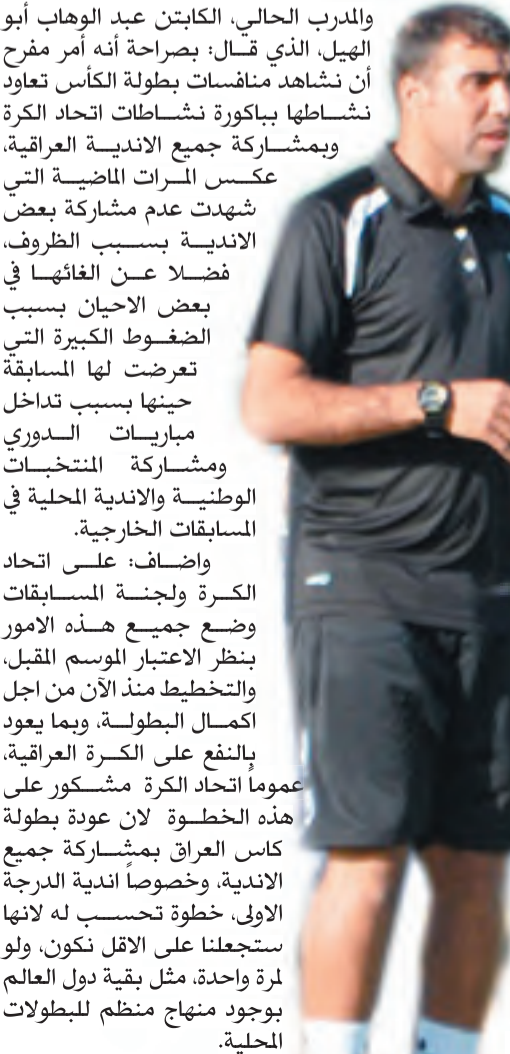 والمدرب الحالي، الكابتن عبد الوهاب أبو
الهيل، الذي قال: بصراحة أنه أمر مفرح
أن نشاهد منافسات بطولة الكأس تعاود
نشاطها بباكورة نشاطات اتحاد الكرة
وبمشاركة جميع الاندية العراقية،
عكس المرات الماضية التي
شهدت عدم مشاركة بعض
الاندية بسبب الظروف،
فضلا عن الغائها في
بعض الاحيان بسبب
الضغوط الكبيرة التي
تعرضت لها المسابقة
حينها بسبب تداخل
مباريات الدوري
ومشاركة المنتخبات
الوطنية والاندية المحلية في
المسابقات الخارجية.
واضاف: على اتحاد
الكرة ولجنة المسابقات
وضع جميع هذه الامور
بنظر الاعتبار الموسم المقبل،
والتخطيط منذ الآن من اجل
اكمال البطولة، وبما يعود
بالنفع على الكرة العراقية،
عموماً اتحاد الكرة مشكور على
هذه الخطوة لان عودة بطولة
كاس العراق بمشاركة جميع
الاندية، وخصوصاً اندية الدرجة
الاولى، خطوة تحسب له لانها
ستجعلنا على الاقل نكون، ولو
لمرة واحدة، مثل بقية دول العالم
بوجود منهاج منظم للبطولات
المحلية.